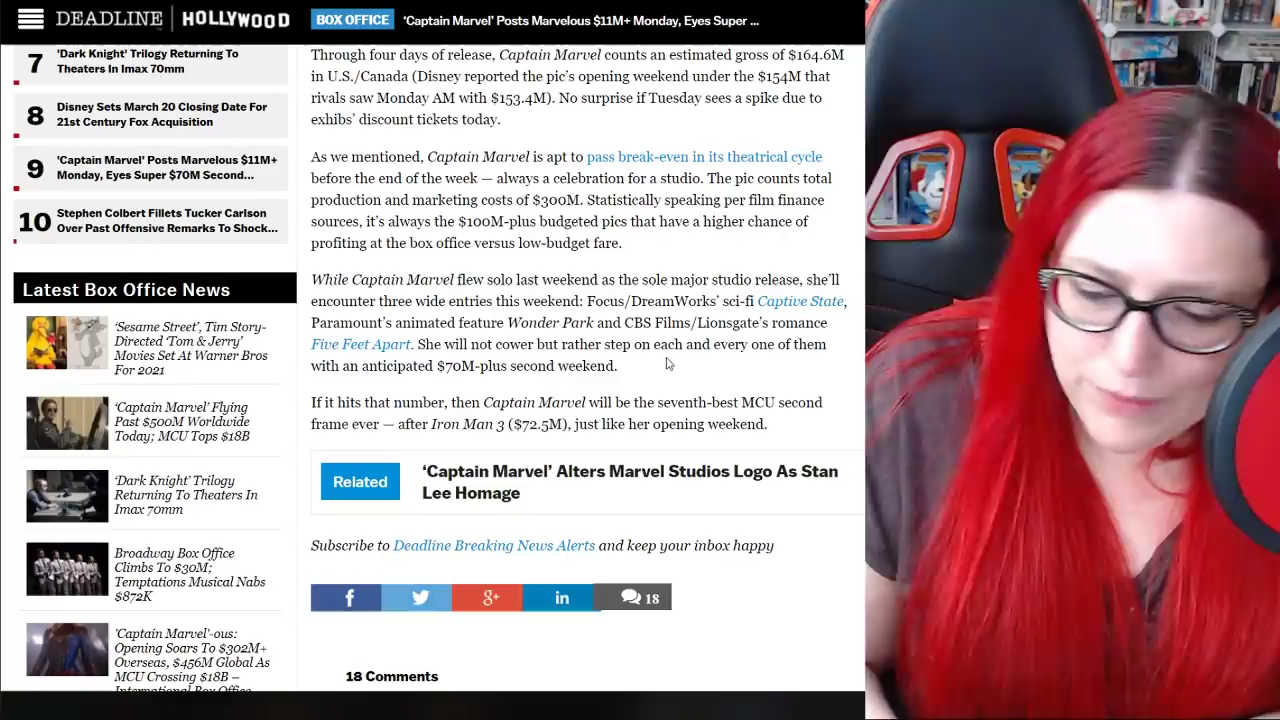 DEADLINE | HOLLYWOOD
BOX OFFICE
‘Captain Marvel’ Posts Marvelous $11M+ Monday, Eyes Super ...
7
'Dark Knight' Trilogy Returning To
Theaters In Imax 70mm
8
Disney Sets March 20 Closing Date For
21st Century Fox Acquisition
9
'Captain Marvel' Posts Marvelous $11M+
Monday, Eyes Super $70M Second...
10
Stephen Colbert Fillets Tucker Carlson
Over Past Offensive Remarks To Shock...
Latest Box Office News
‘Sesame Street’, Tim Story-
Directed ‘Tom & Jerry’
Movies Set At Warner Bros
For 2021
‘Captain Marvel’ Flying
Past $500M Worldwide
Today; MCU Tops $18B
‘Dark Knight’ Trilogy
Returning To Theaters In
Imax 70mm
Broadway Box Office
Climbs To $30M;
Temptations Musical Nabs
$872K
'Captain Marvel'-ous:
Opening Soars To $302M+
Overseas, $456M Global As
MCU Crossing $18B –
International Box Office
Through four days of release, Captain Marvel counts an estimated gross of $164.6M
in U.S./Canada (Disney reported the pic’s opening weekend under the $154M that
rivals saw Monday AM with $153.4M). No surprise if Tuesday sees a spike due to
exhibs’ discount tickets today.
As we mentioned, Captain Marvel is apt to pass break-even in its theatrical cycle
before the end of the week — always a celebration for a studio. The pic counts total
production and marketing costs of $300M. Statistically speaking per film finance
sources, it’s always the $100M-plus budgeted pics that have a higher chance of
profiting at the box office versus low-budget fare.
While Captain Marvel flew solo last weekend as the sole major studio release, she’ll
encounter three wide entries this weekend: Focus/DreamWorks’ sci-fi Captive State,
Paramount’s animated feature Wonder Park and CBS Films/Lionsgate’s romance
Five Feet Apart. She will not cower but rather step on each and every one of them
with an anticipated $70M-plus second weekend.
If it hits that number, then Captain Marvel will be the seventh-best MCU second
frame ever — after Iron Man 3 ($72.5M), just like her opening weekend.
Related
‘Captain Marvel’ Alters Marvel Studios Logo As Stan
Lee Homage
Subscribe to Deadline Breaking News Alerts and keep your inbox happy
f
g+
in
18
18 Comments